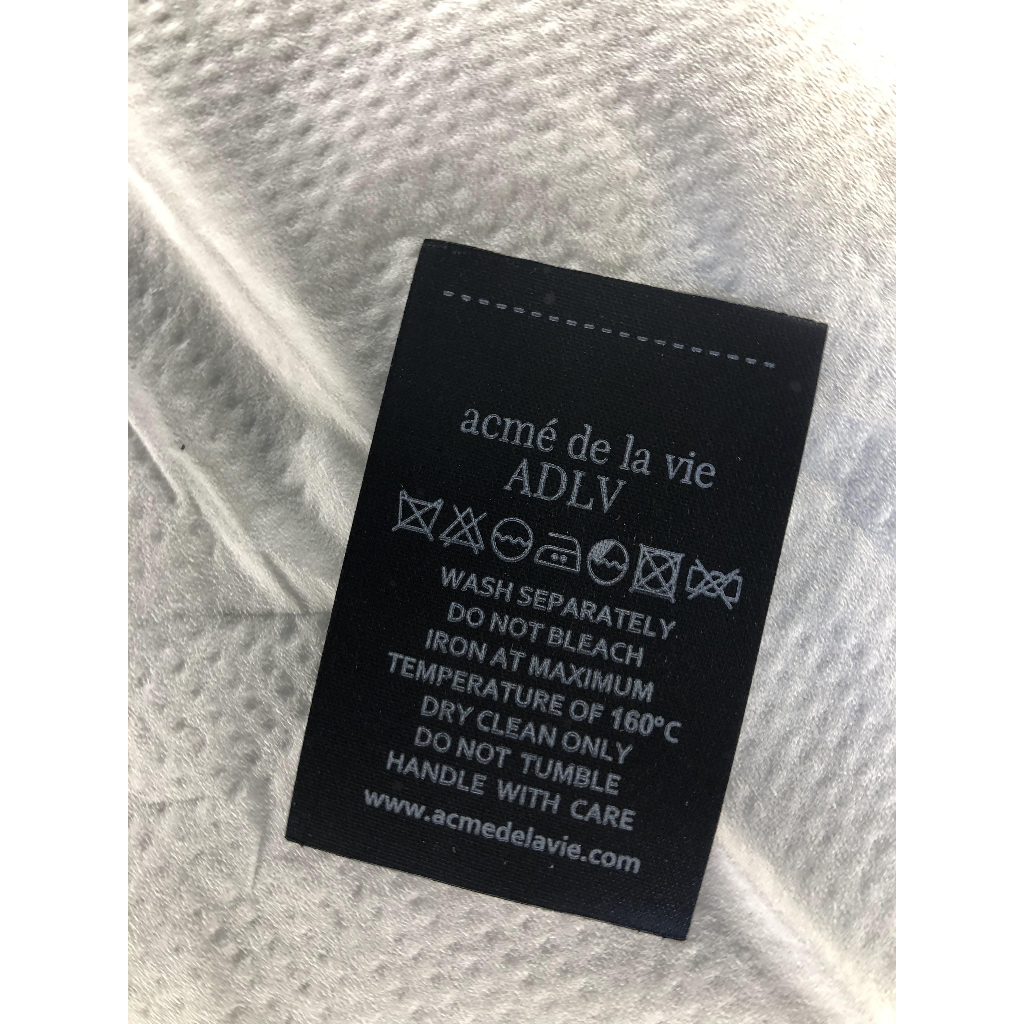 acmé de la vie
ADLV
WASH SEPARATELY
DO NOT BLEACH
IRON AT MAXIMUM
TEMPERATURE OF 160°C
DRY CLEAN ONLY
DO NOT TUMBLE
HANDLE WITH CARE
www.acmedelavie.com